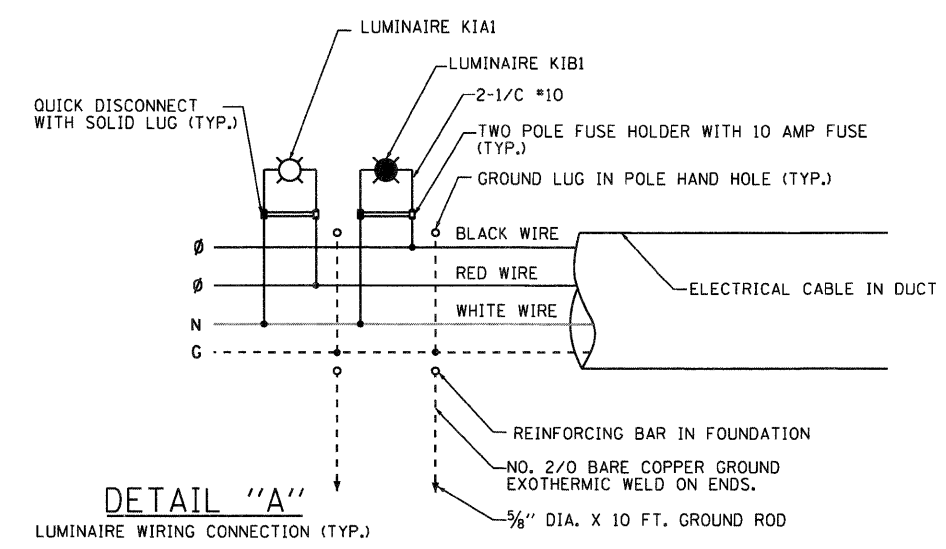 LUMINAIRE KIA1
LUMINAIRE KIB1
2-1/C #10
QUICK DISCONNECT
WITH SOLID LUG (TYP.)
TWO POLE FUSE HOLDER WITH 10 AMP FUSE
(TYP.)
GROUND LUG IN POLE HAND HOLE (TYP.)
BLACK WIRE
Ø
RED WIRE
Ø
ELECTRICAL CABLE IN DUCT
WHITE WIRE
N
G
REINFORCING BAR IN FOUNDATION
NO. 2/0 BARE COPPER GROUND
EXOTHERMIC WELD ON ENDS.
DETAIL "A"
5/8" DIA. X 10 FT. GROUND ROD
LUMINAIRE WIRING CONNECTION (TYP.)